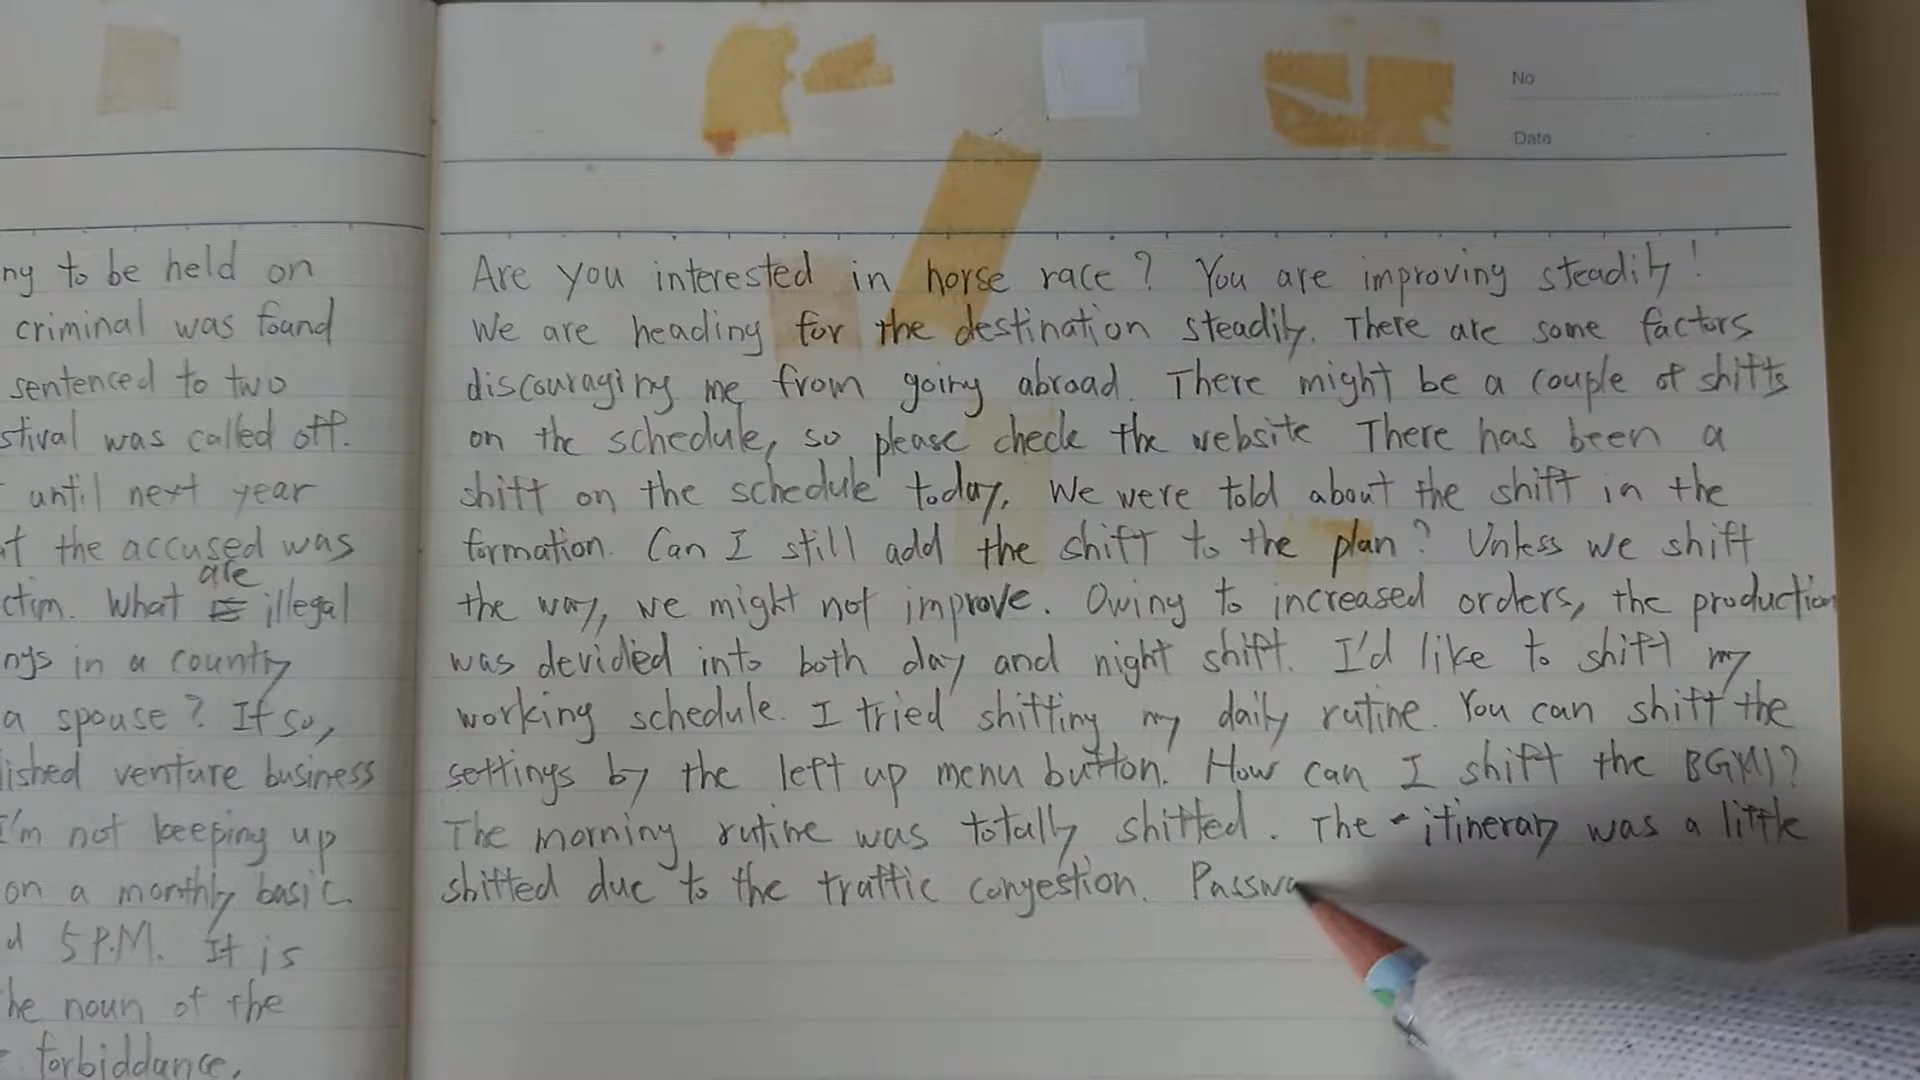 No
Date
ny to be held on
criminal was found
sentenced to two
stival was called off.
until next year
the accused was
are
ctim. What illegal
ngs in a country
a spouse? If so,
ished venture business
I'm not keeping up
on a monthly basic.
d 5 P.M. It is
he noun of the
forbiddance.
Are you interested in horse race? You are improving steadily!
We are heading for the destination steadily. There are some factors
discouraging me from going abroad. There might be a couple of shifts
on the schedule, so please check the website There has been a
shift on the schedule today. We were told about the shift in the
formation. Can I still add the shift to the plan? Unless we shift
the way, we might not improve. Owing to increased orders, the production
was devided into both day and night shift. I'd like to shift my
working schedule. I tried shifting my daily rutine. You can shift the
settings by the left up menu button. How can I shift the BGM?
The morning rutine was totally shifted. The itinerary was a little
shifted due to the traffic congestion. Passwo